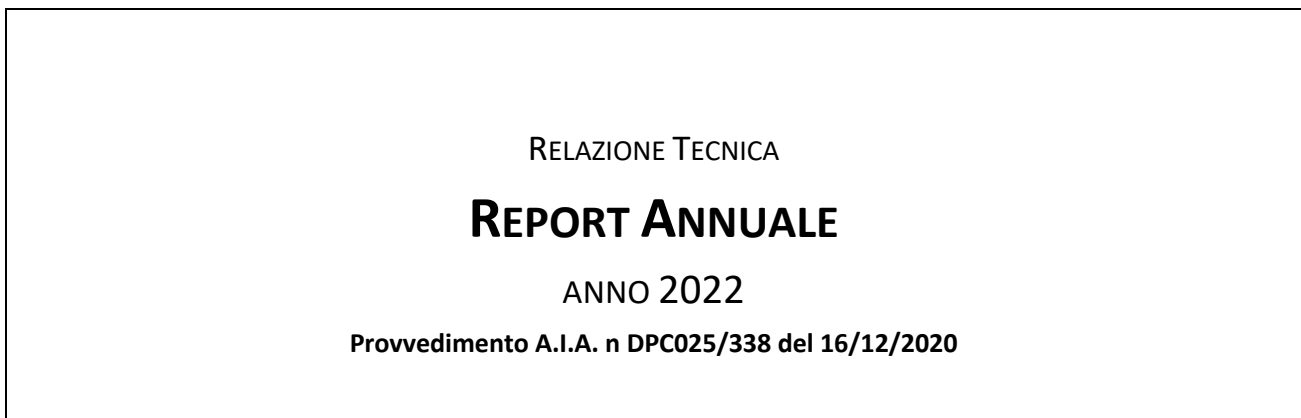 RELAZIONE TECNICA
REPORT ANNUALE
ANNO 2022
Provvedimento A.I.A. n DPC025/338 del 16/12/2020